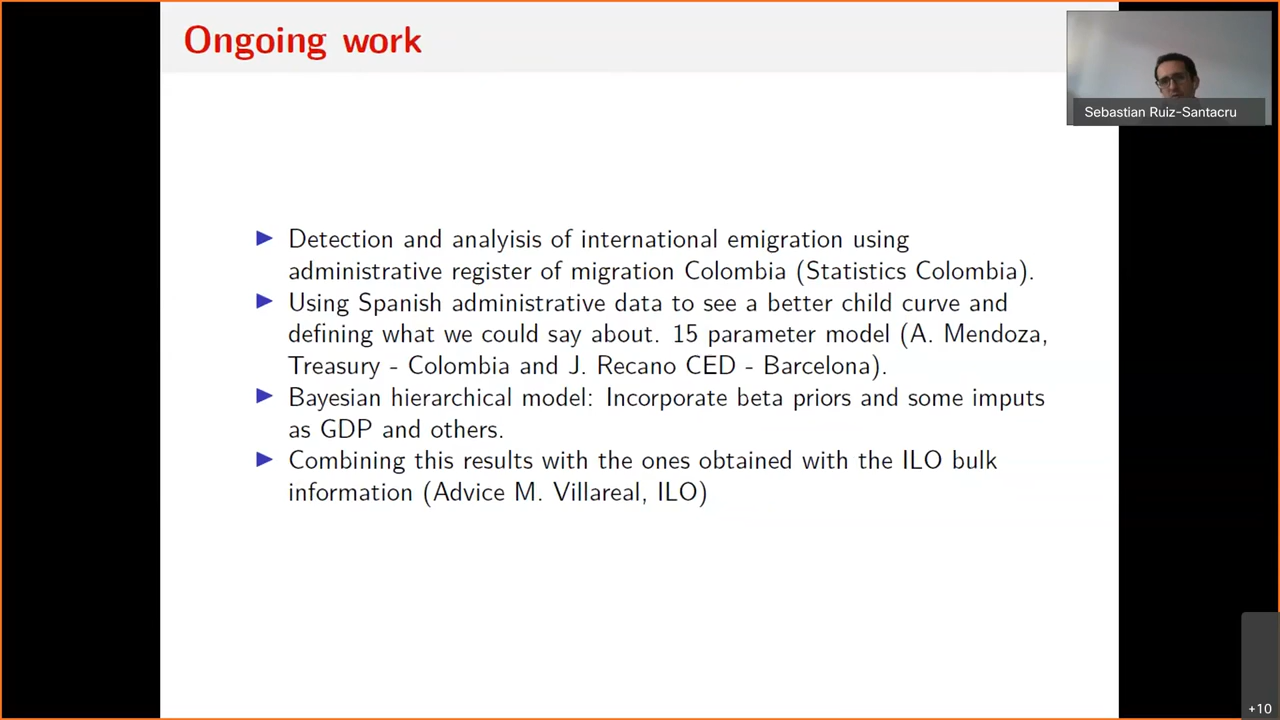 Ongoing work
Sebastian Ruiz-Santacru
Detection and analyisis of international emigration using
administrative register of migration Colombia (Statistics Colombia).
Using Spanish administrative data to see a better child curve and
defining what we could say about. 15 parameter model (A. Mendoza,
Treasury - Colombia and J. Recano CED - Barcelona).
Bayesian hierarchical model: Incorporate beta priors and some imputs
as GDP and others.
Combining this results with the ones obtained with the ILO bulk
information (Advice M. Villareal, ILO)
+10